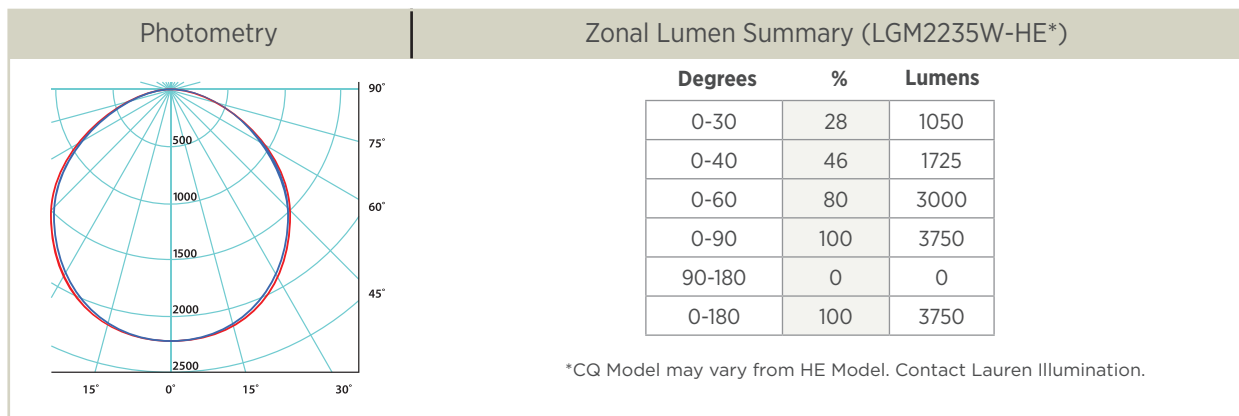 Photometry
Zonal Lumen Summary (LGM2235W-HE*)
90˚
75˚
60˚
45˚
500
1000
1500
2000
2500
15˚ 0˚ 15˚ 30˚
Degrees % Lumens
0-30 28 1050
0-40 46 1725
0-60 80 3000
0-90 100 3750
90-180 0 0
0-180 100 3750
*CQ Model may vary from HE Model. Contact Lauren Illumination.